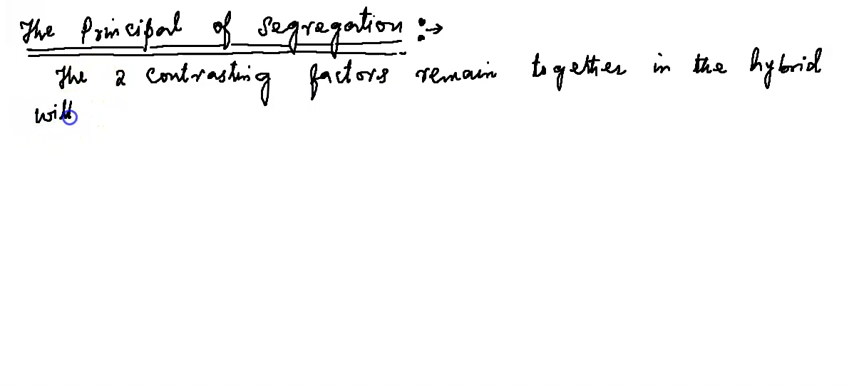 The Principal of Segregation :→
The 2 contrasting factors remain together in the hybrid
with